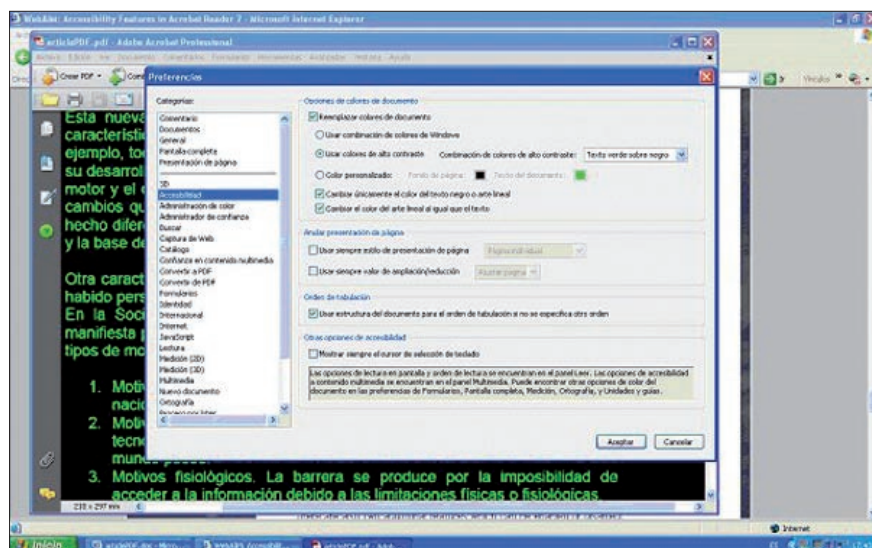 WebAIM: Accessibility Features in Acrobat Reader 7 - Microsoft Internet Explorer
articlePDF.pdf - Adobe Acrobat Professional
Crear PDF
Preferencias
Vínculos
Categorías:
Comentario
Documentos
General
Pantalla completa
Presentación de página
3D
Accesibilidad
Administración de color
Administrador de confianza
Buscar
Captura de Web
Catálogo
Confianza en contenido multimedia
Convertir a PDF
Convertir de PDF
Formularios
Identidad
Internacional
Internet
JavaScript
Lectura
Medición (2D)
Medición (3D)
Multimedia
Nuevo documento
Ortografía
Opciones de colores de documento
Reemplazar colores de documento
Usar combinación de colores de Windows
Usar colores de alto contraste Combinación de colores de alto contraste: Texto verde sobre negro
Color personalizado: Fondo de página: Texto del documento:
Cambiar únicamente el color del texto negro o arte lineal
Cambiar el color del arte lineal al igual que el texto
Anular presentación de página
Usar siempre estilo de presentación de página Página individual
Usar siempre valor de ampliación/reducción Ajustar página
Orden de tabulación
Usar estructura del documento para el orden de tabulación si no se especifica otro orden
Otras opciones de accesibilidad
Mostrar siempre el cursor de selección de teclado
Las opciones de lectura en pantalla y orden de lectura se encuentran en el panel Leer. Las opciones de accesibilidad
a contenido multimedia se encuentran en el panel Multimedia. Puede encontrar otras opciones de color del
documento en las preferencias de Formularios, Pantalla completa, Medición, Ortografía, y Unidades y guías.
Aceptar Cancelar
Esta nueva
característi
ejemplo, to
su desarrol
motor y el
cambios qu
hecho difer
y la base de
Otra caract
habido pers
En la Soci
manifiesta
tipos de mo
1. Motiv
nacio
2. Motiv
tecno
3. Motivos fisiológicos. La barrera se produce por la imposibilidad de
acceder a la información debido a las limitaciones físicas o fisiológicas
210 x 297 mm
Internet
Inicio